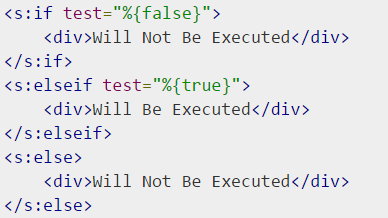 <s:if test="%{false}">
    <div>Will Not Be Executed</div>
</s:if>
<s:elseif test="%{true}">
    <div>Will Be Executed</div>
</s:elseif>
<s:else>
    <div>Will Not Be Executed</div>
</s:else>